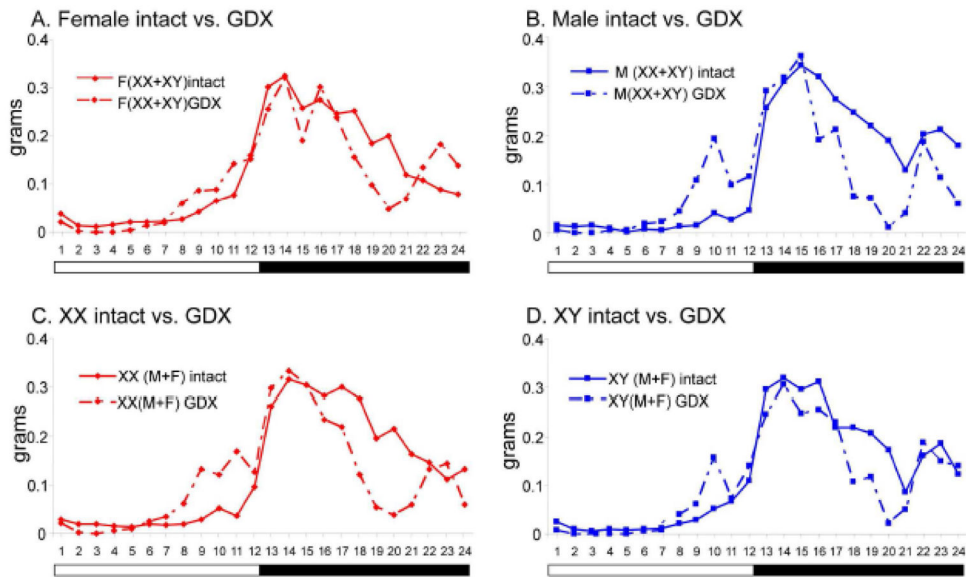 A. Female intact vs. GDX
0.4
0.3
0.2
0.1
0
grams
F(XX+XY)intact
F(XX+XY)GDX
1 2 3 4 5 6 7 8 9 10 11 12 13 14 15 16 17 18 19 20 21 22 23 24
B. Male intact vs. GDX
0.4
0.3
0.2
0.1
0
grams
M (XX+XY) intact
M(XX+XY) GDX
1 2 3 4 5 6 7 8 9 10 11 12 13 14 15 16 17 18 19 20 21 22 23 24
C. XX intact vs. GDX
0.4
0.3
0.2
0.1
0
grams
XX (M+F) intact
XX(M+F) GDX
1 2 3 4 5 6 7 8 9 10 11 12 13 14 15 16 17 18 19 20 21 22 23 24
D. XY intact vs. GDX
0.4
0.3
0.2
0.1
0
grams
XY (M+F) intact
XY(M+F) GDX
1 2 3 4 5 6 7 8 9 10 11 12 13 14 15 16 17 18 19 20 21 22 23 24